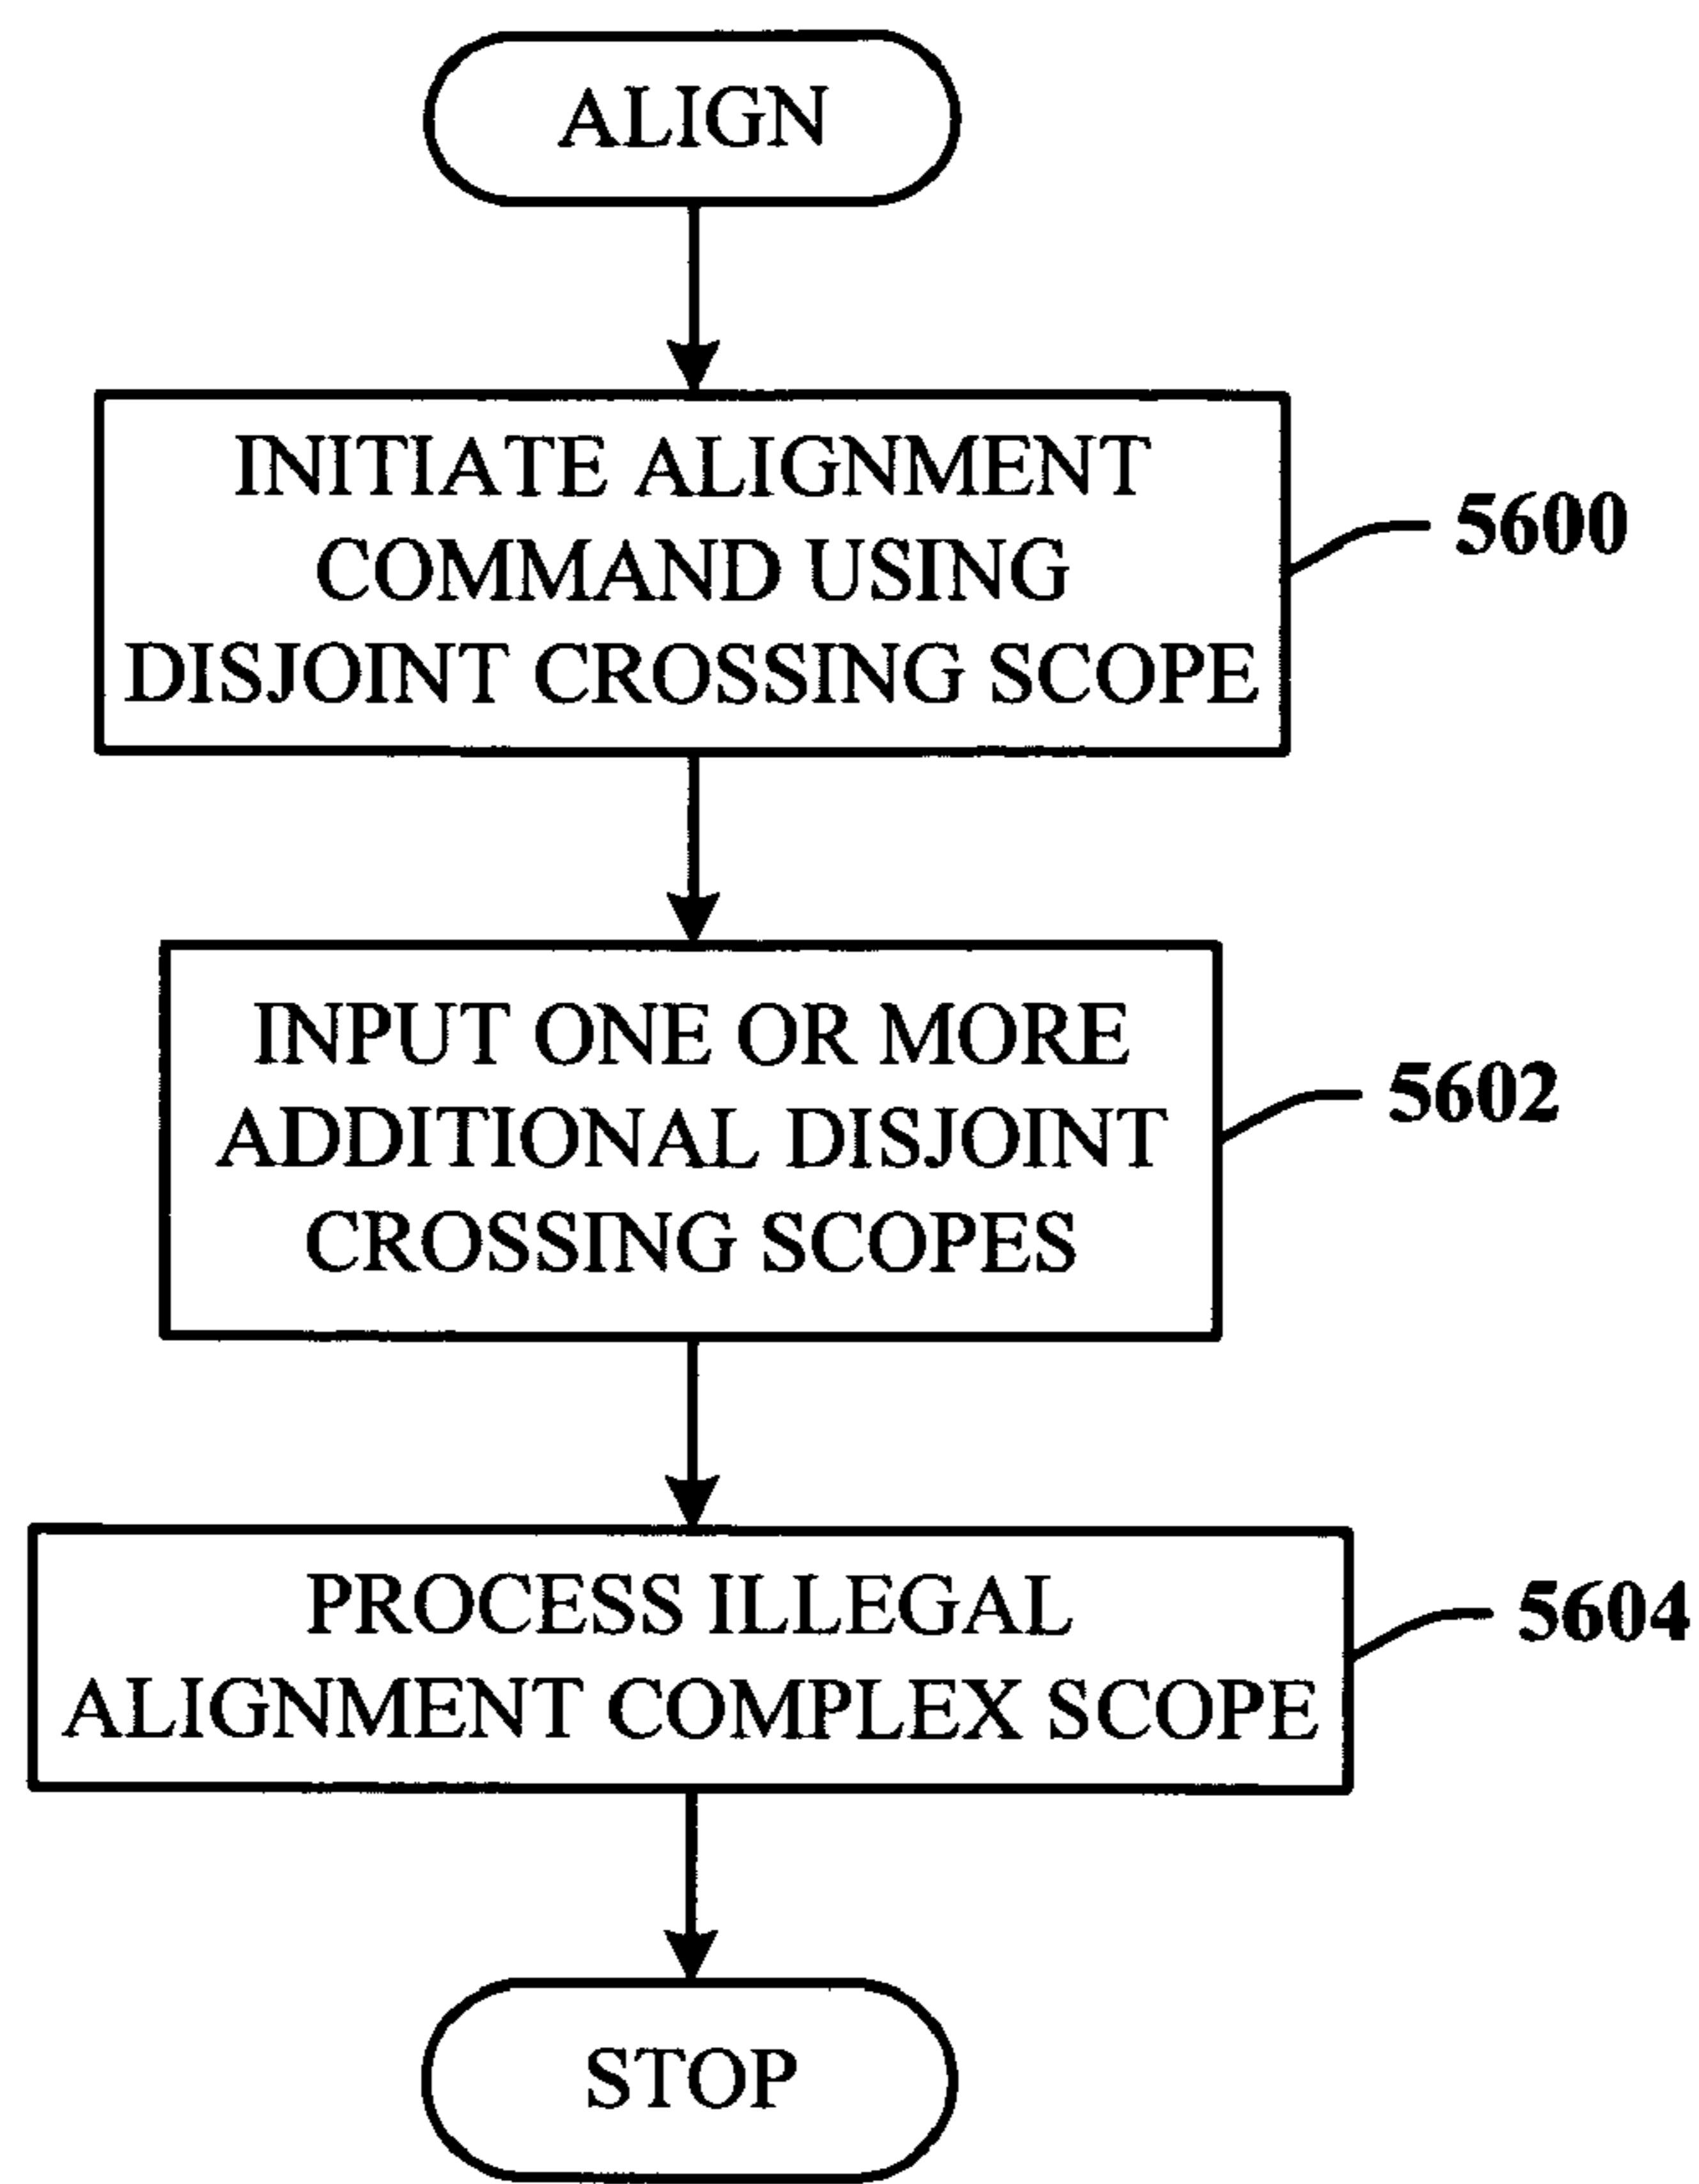 ALIGN
INITIATE ALIGNMENT
COMMAND USING
DISJOINT CROSSING SCOPE
5600
INPUT ONE OR MORE
ADDITIONAL DISJOINT
CROSSING SCOPES
5602
PROCESS ILLEGAL
ALIGNMENT COMPLEX SCOPE
5604
STOP